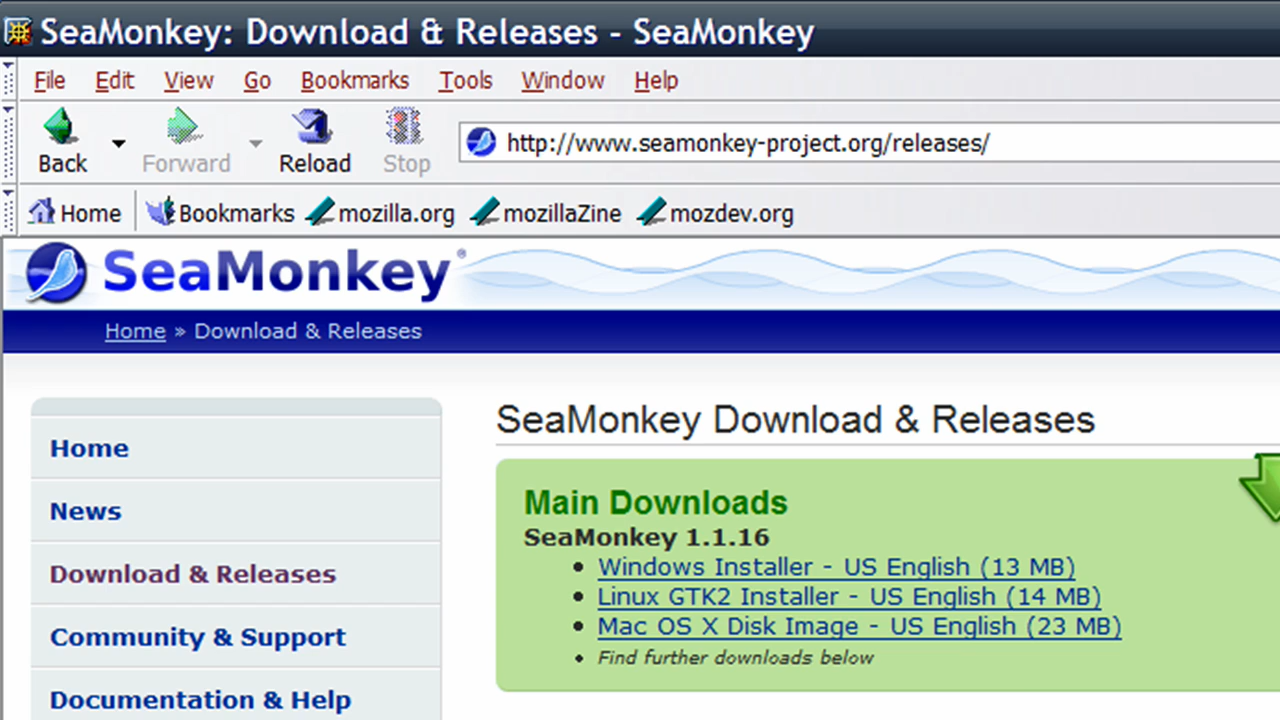 SeaMonkey: Download & Releases - SeaMonkey
File Edit View Go Bookmarks Tools Window Help
Back Forward Reload Stop http://www.seamonkey-project.org/releases/
Home Bookmarks mozilla.org mozillaZine mozdev.org
SeaMonkey®
Home » Download & Releases
Home
News
Download & Releases
Community & Support
Documentation & Help
SeaMonkey Download & Releases
Main Downloads
SeaMonkey 1.1.16
• Windows Installer - US English (13 MB)
• Linux GTK2 Installer - US English (14 MB)
• Mac OS X Disk Image - US English (23 MB)
• Find further downloads below